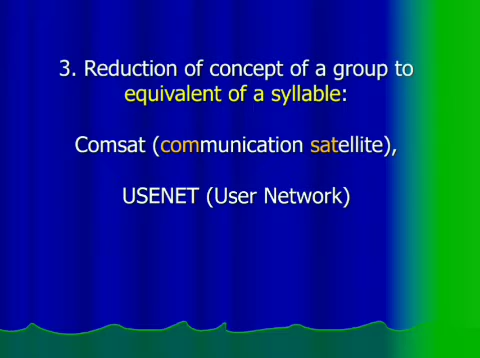 3. Reduction of concept of a group to
equivalent of a syllable:
Comsat (communication satellite),
USENET (User Network)